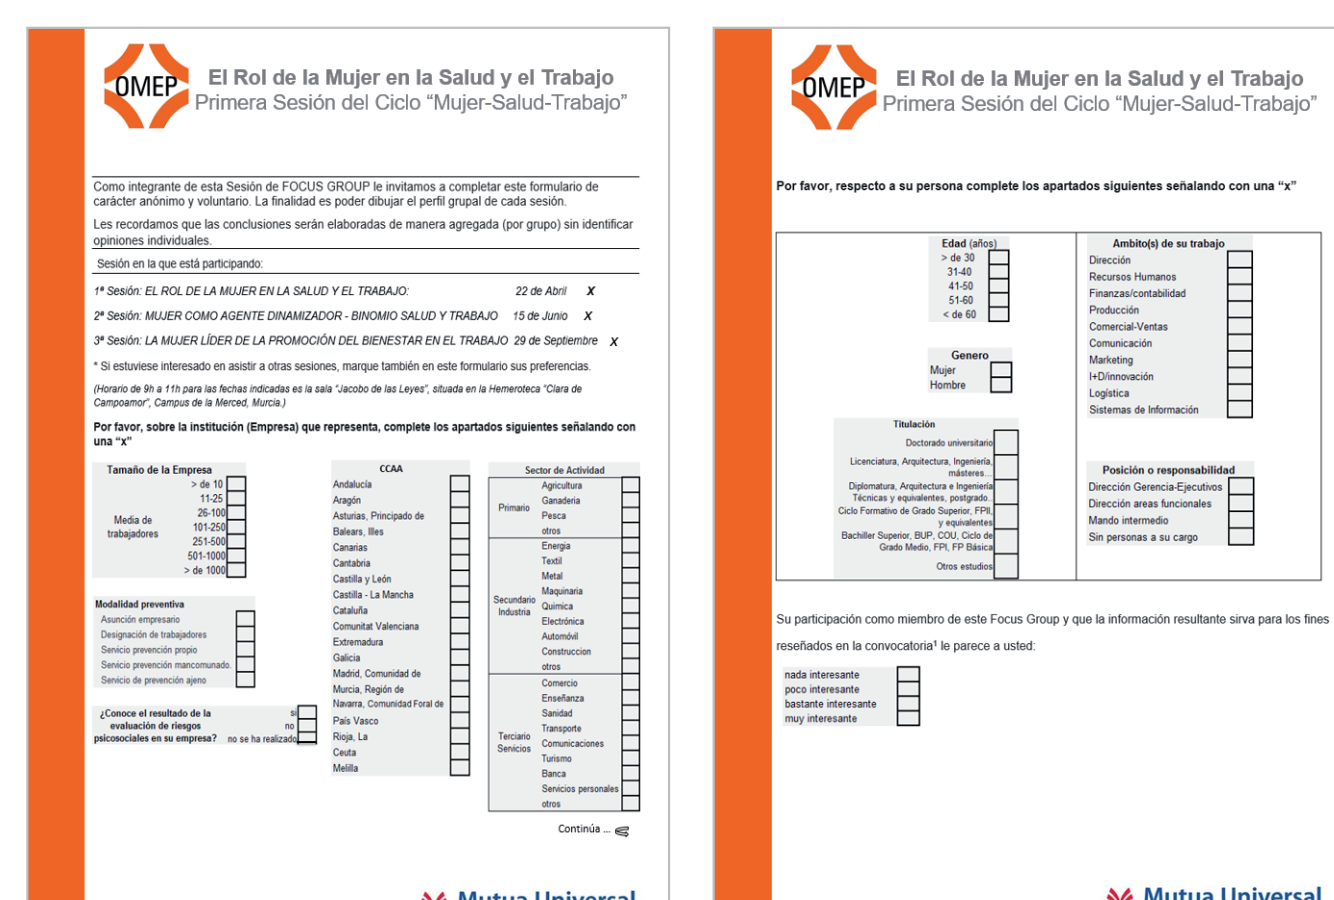 OMEP
El Rol de la Mujer en la Salud y el Trabajo
Primera Sesión del Ciclo “Mujer-Salud-Trabajo”
Como integrante de esta Sesión de FOCUS GROUP le invitamos a completar este formulario de
carácter anónimo y voluntario. La finalidad es poder dibujar el perfil grupal de cada sesión.
Les recordamos que las conclusiones serán elaboradas de manera agregada (por grupo) sin identificar
opiniones individuales.
Sesión en la que está participando:
1ª Sesión: EL ROL DE LA MUJER EN LA SALUD Y EL TRABAJO: 22 de Abril X
2ª Sesión: MUJER COMO AGENTE DINAMIZADOR - BINOMIO SALUD Y TRABAJO 15 de Junio X
3ª Sesión: LA MUJER LÍDER DE LA PROMOCIÓN DEL BIENESTAR EN EL TRABAJO 29 de Septiembre X
* Si estuviese interesado en asistir a otras sesiones, marque también en este formulario sus preferencias.
(Horario de 9h a 11h para las fechas indicadas es la sala “Jacobo de las Leyes”, situada en la Hemeroteca “Clara de
Campoamor”, Campus de la Merced, Murcia.)
Por favor, sobre la institución (Empresa) que representa, complete los apartados siguientes señalando con
una “x”
Tamaño de la Empresa
Media de
trabajadores
> de 10
11-25
26-100
101-250
251-500
501-1000
> de 1000
Modalidad preventiva
Asunción empresario
Designación de trabajadores
Servicio prevención propio
Servicio prevención mancomunado.
Servicio de prevención ajeno
¿Conoce el resultado de la
evaluación de riesgos
psicosociales en su empresa?
si
no
no se ha realizado
CCAA
Andalucía
Aragón
Asturias, Principado de
Balears, Illes
Canarias
Cantabria
Castilla y León
Castilla - La Mancha
Cataluña
Comunitat Valenciana
Extremadura
Galicia
Madrid, Comunidad de
Murcia, Región de
Navarra, Comunidad Foral de
País Vasco
Rioja, La
Ceuta
Melilla
Sector de Actividad
Primario
Agricultura
Ganaderia
Pesca
otros
Secundario
Industria
Energia
Textil
Metal
Maquinaria
Quimica
Electrónica
Automóvil
Construccion
otros
Terciario
Servicios
Comercio
Enseñanza
Sanidad
Transporte
Comunicaciones
Turismo
Banca
Servicios personales
otros
Continúa ...
Mutua Universal
OMEP
El Rol de la Mujer en la Salud y el Trabajo
Primera Sesión del Ciclo “Mujer-Salud-Trabajo”
Por favor, respecto a su persona complete los apartados siguientes señalando con una “x”
Edad (años)
> de 30
31-40
41-50
51-60
< de 60
Genero
Mujer
Hombre
Titulación
Doctorado universitario
Licenciatura, Arquitectura, Ingeniería,
másteres...
Diplomatura, Arquitectura e Ingeniería
Técnicas y equivalentes, postgrado..
Ciclo Formativo de Grado Superior, FPII,
y equivalentes
Bachiller Superior, BUP, COU, Ciclo de
Grado Medio, FPI, FP Básica
Otros estudios
Ambito(s) de su trabajo
Dirección
Recursos Humanos
Finanzas/contabilidad
Producción
Comercial-Ventas
Comunicación
Marketing
I+D/innovación
Logística
Sistemas de Información
Posición o responsabilidad
Dirección Gerencia-Ejecutivos
Dirección areas funcionales
Mando intermedio
Sin personas a su cargo
Su participación como miembro de este Focus Group y que la información resultante sirva para los fines
reseñados en la convocatoria¹ le parece a usted:
nada interesante
poco interesante
bastante interesante
muy interesante
Mutua Universal